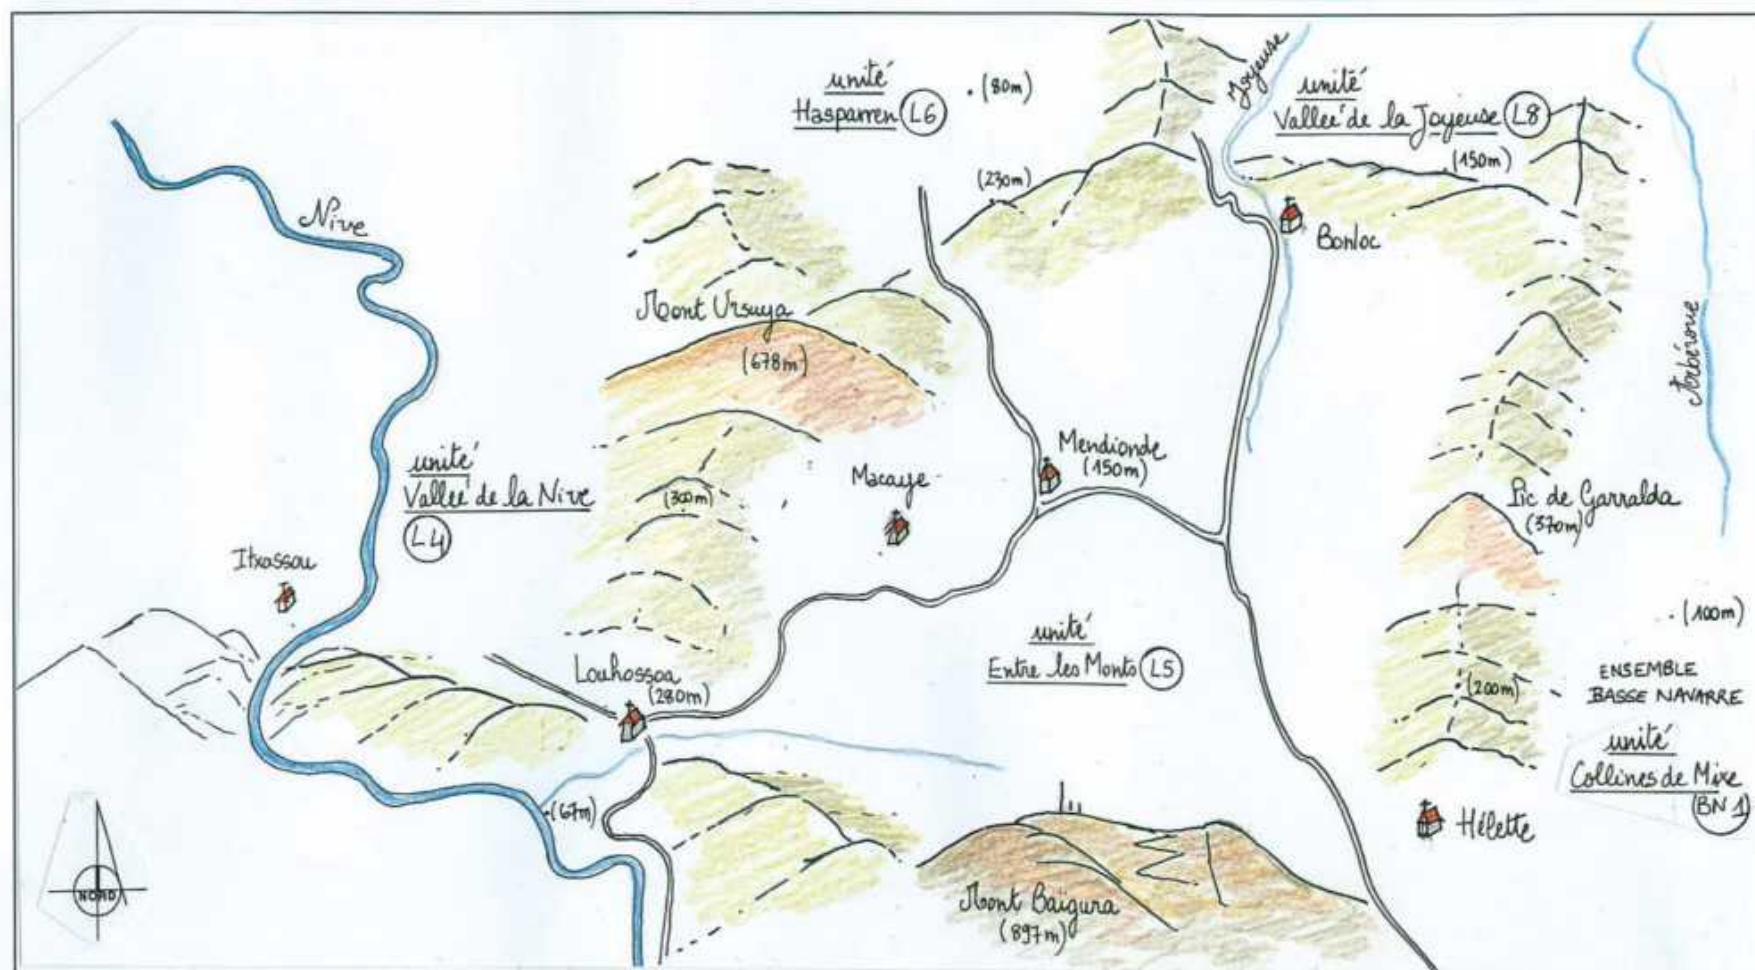 unité
Hasparren (L6)
(80m)
Joyeuse
unité
Vallée de la Joyeuse (L8)
(150m)
(230m)
Nive
Bonloc
Mont Ursuya
(678m)
Arbéroue
unité
Vallée de la Nive
(L4)
(300m)
Macaye
Mendionde
(150m)
Pic de Garralda
(370m)
Itxassou
unité
Entre les Monts (L5)
(100m)
Louhossoa
(280m)
ENSEMBLE
BASSE NAVARRE
(200m)
unité
Collines de Mixe
(BN1)
(67m)
Hélette
Mont Baïgura
(897m)
NORD